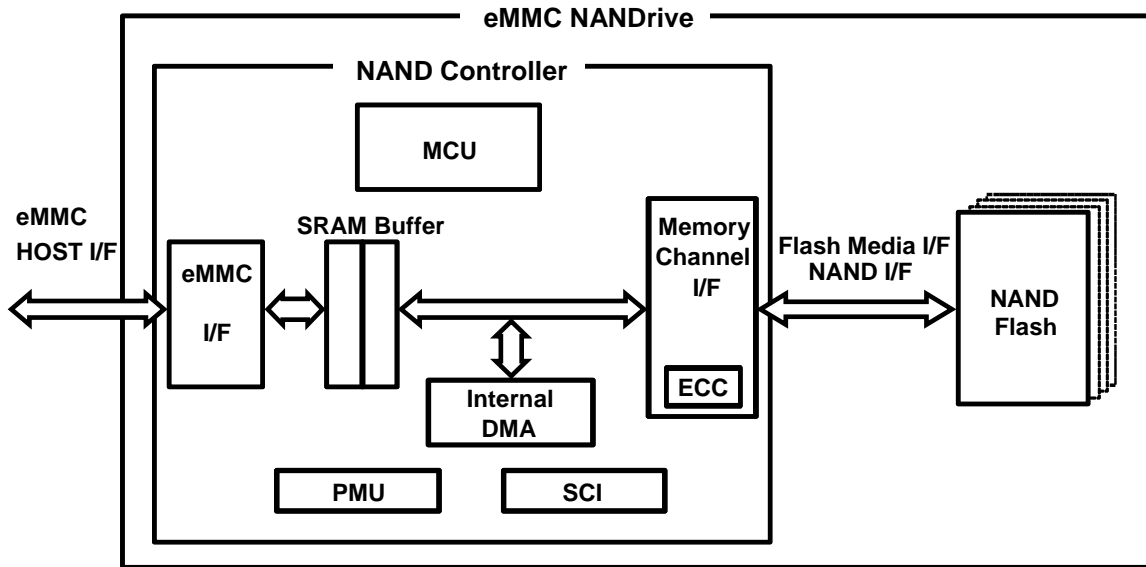 eMMC NANDrive
NAND Controller
MCU
eMMC
HOST I/F
SRAM Buffer
eMMC
I/F
Memory
Channel
I/F
ECC
Flash Media I/F
NAND I/F
NAND
Flash
Internal
DMA
PMU
SCI